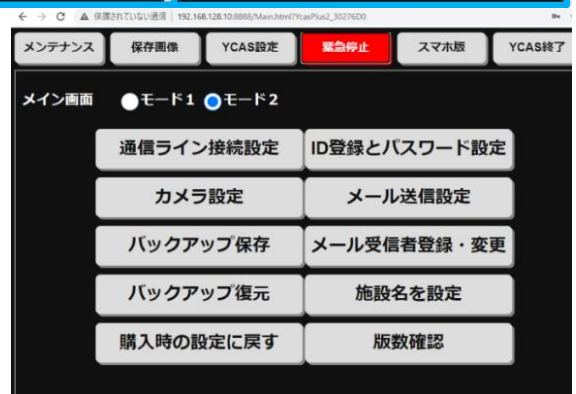 保護されていない通信 | 192.168.128.10:8888/Main.html?YcasPlus2_30276D0
メンテナンス 保存画像 YCAS設定 緊急停止 スマホ版 YCAS終了
メイン画面 モード1 モード2
通信ライン接続設定 ID登録とパスワード設定
カメラ設定 メール送信設定
バックアップ保存 メール受信者登録・変更
バックアップ復元 施設名を設定
購入時の設定に戻す 版数確認